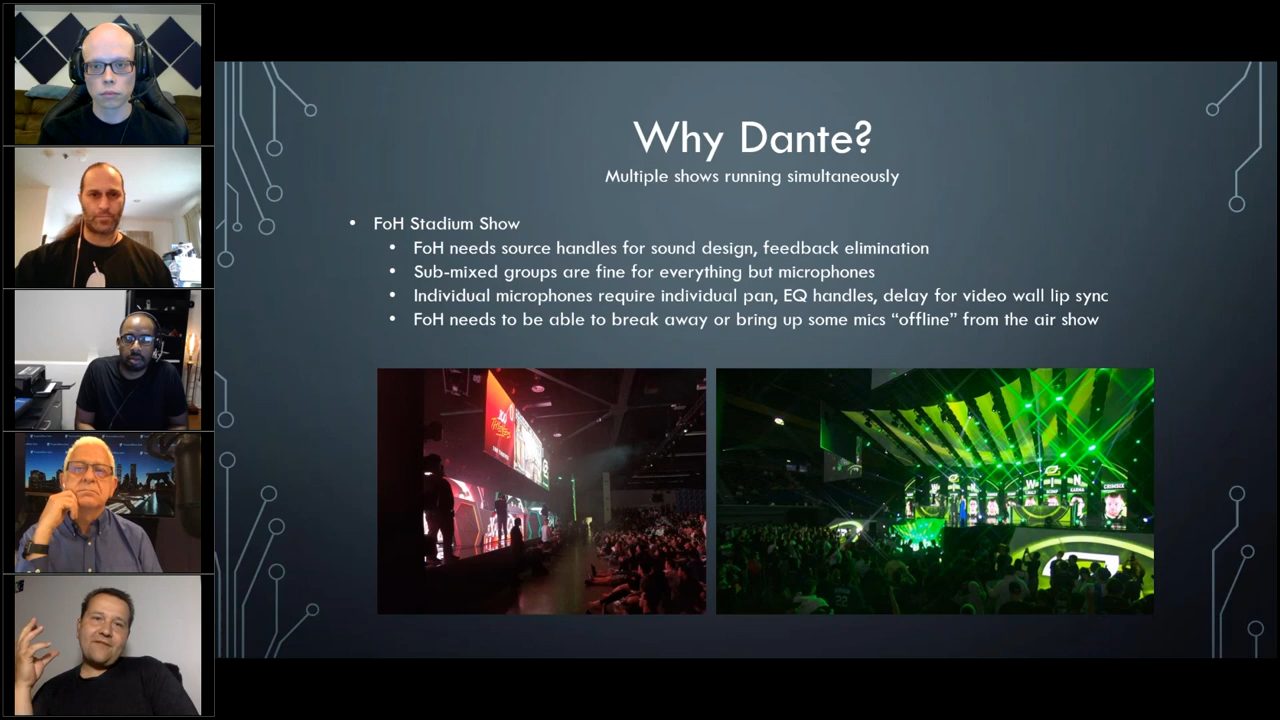 Why Dante?
Multiple shows running simultaneously
• FoH Stadium Show
• FoH needs source handles for sound design, feedback elimination
• Sub-mixed groups are fine for everything but microphones
• Individual microphones require individual pan, EQ handles, delay for video wall lip sync
• FoH needs to be able to break away or bring up some mics “offline” from the air show
100
KARMA
CRIMSIX